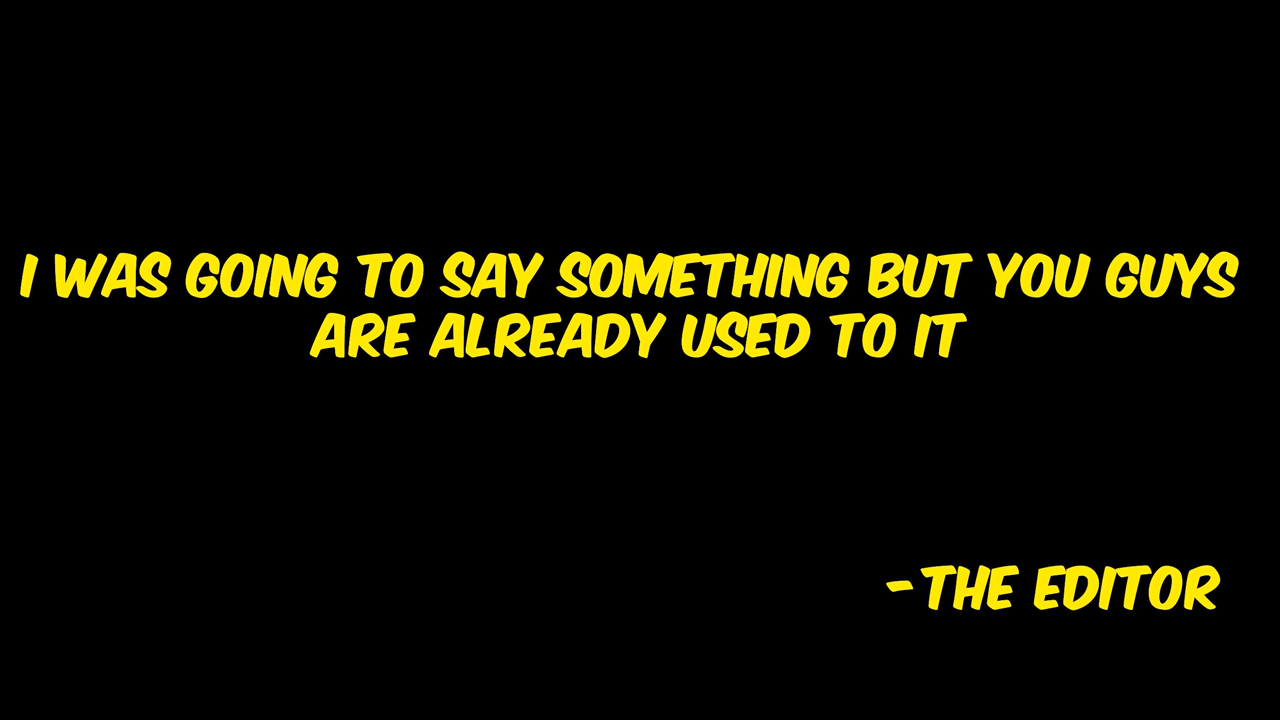 I WAS GOING TO SAY SOMETHING BUT YOU GUYS
ARE ALREADY USED TO IT
-THE EDITOR